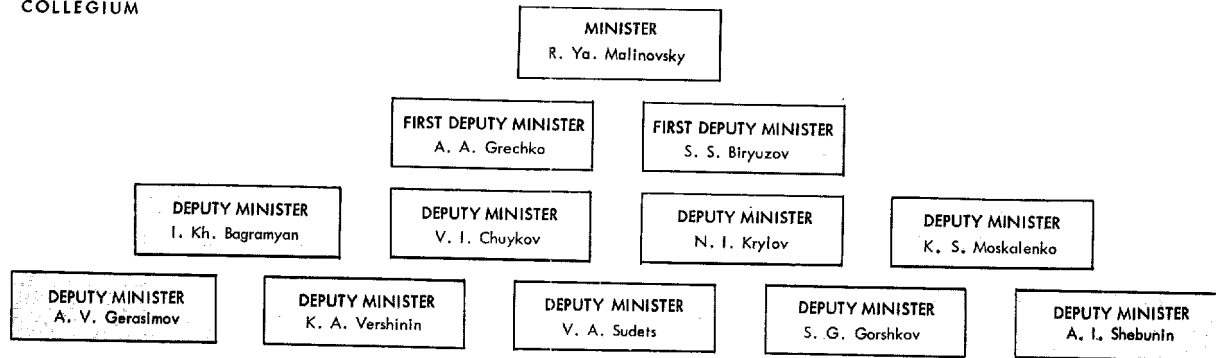 COLLEGIUM
MINISTER
R. Ya. Malinovsky
FIRST DEPUTY MINISTER
A. A. Grechko
FIRST DEPUTY MINISTER
S. S. Biryuzov
DEPUTY MINISTER
I. Kh. Bagramyan
DEPUTY MINISTER
V. I. Chuykov
DEPUTY MINISTER
N. I. Krylov
DEPUTY MINISTER
K. S. Moskalenko
DEPUTY MINISTER
A. V. Gerasimov
DEPUTY MINISTER
K. A. Vershinin
DEPUTY MINISTER
V. A. Sudets
DEPUTY MINISTER
S. G. Gorshkov
DEPUTY MINISTER
A. I. Shebunin